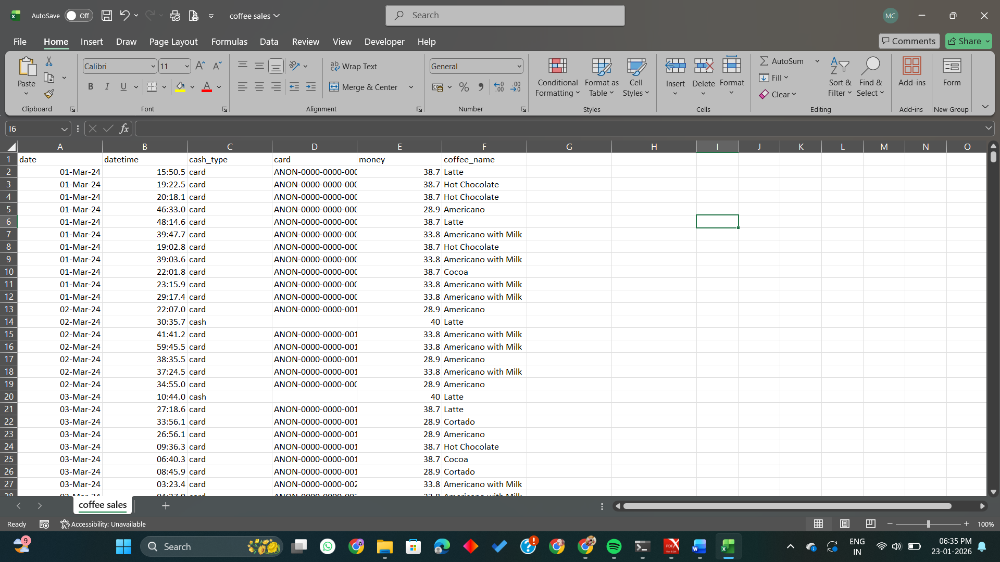 AutoSave Off coffee sales Search MC
File Home Insert Draw Page Layout Formulas Data Review View Developer Help Comments Share
Paste Calibri 11 Wrap Text General Conditional Formatting Format as Table Cell Styles Insert Delete Format AutoSum Fill Clear Sort & Filter Find & Select Add-ins Form
B I U A Merge & Center % .00
Clipboard Font Alignment Number Styles Cells Editing Add-ins New Group
I6 fx
A B C D E F G H I J K L M N O
1 date datetime cash_type card money coffee_name
2 01-Mar-24 15:50.5 card ANON-0000-0000-000 38.7 Latte
3 01-Mar-24 19:22.5 card ANON-0000-0000-000 38.7 Hot Chocolate
4 01-Mar-24 20:18.1 card ANON-0000-0000-000 38.7 Hot Chocolate
5 01-Mar-24 46:33.0 card ANON-0000-0000-000 28.9 Americano
6 01-Mar-24 48:14.6 card ANON-0000-0000-000 38.7 Latte
7 01-Mar-24 39:47.7 card ANON-0000-0000-000 33.8 Americano with Milk
8 01-Mar-24 19:02.8 card ANON-0000-0000-000 38.7 Hot Chocolate
9 01-Mar-24 39:03.6 card ANON-0000-0000-000 33.8 Americano with Milk
10 01-Mar-24 22:01.8 card ANON-0000-0000-000 38.7 Cocoa
11 01-Mar-24 23:15.9 card ANON-0000-0000-000 33.8 Americano with Milk
12 01-Mar-24 29:17.4 card ANON-0000-0000-000 33.8 Americano with Milk
13 02-Mar-24 22:07.0 card ANON-0000-0000-001 28.9 Americano
14 02-Mar-24 30:35.7 cash 40 Latte
15 02-Mar-24 41:41.2 card ANON-0000-0000-001 33.8 Americano with Milk
16 02-Mar-24 59:45.5 card ANON-0000-0000-001 33.8 Americano with Milk
17 02-Mar-24 38:35.5 card ANON-0000-0000-001 28.9 Americano
18 02-Mar-24 37:24.5 card ANON-0000-0000-001 33.8 Americano with Milk
19 02-Mar-24 34:55.0 card ANON-0000-0000-000 28.9 Americano
20 03-Mar-24 10:44.0 cash 40 Latte
21 03-Mar-24 27:18.6 card ANON-0000-0000-001 38.7 Latte
22 03-Mar-24 33:56.1 card ANON-0000-0000-001 28.9 Cortado
23 03-Mar-24 26:56.1 card ANON-0000-0000-001 28.9 Americano
24 03-Mar-24 09:36.3 card ANON-0000-0000-001 38.7 Hot Chocolate
25 03-Mar-24 06:40.3 card ANON-0000-0000-001 38.7 Cocoa
26 03-Mar-24 08:45.9 card ANON-0000-0000-001 28.9 Cortado
27 03-Mar-24 03:23.4 card ANON-0000-0000-002 33.8 Americano with Milk
coffee sales
Ready Accessibility: Unavailable 100%
9 Search ENG IN 06:35 PM 23-01-2026